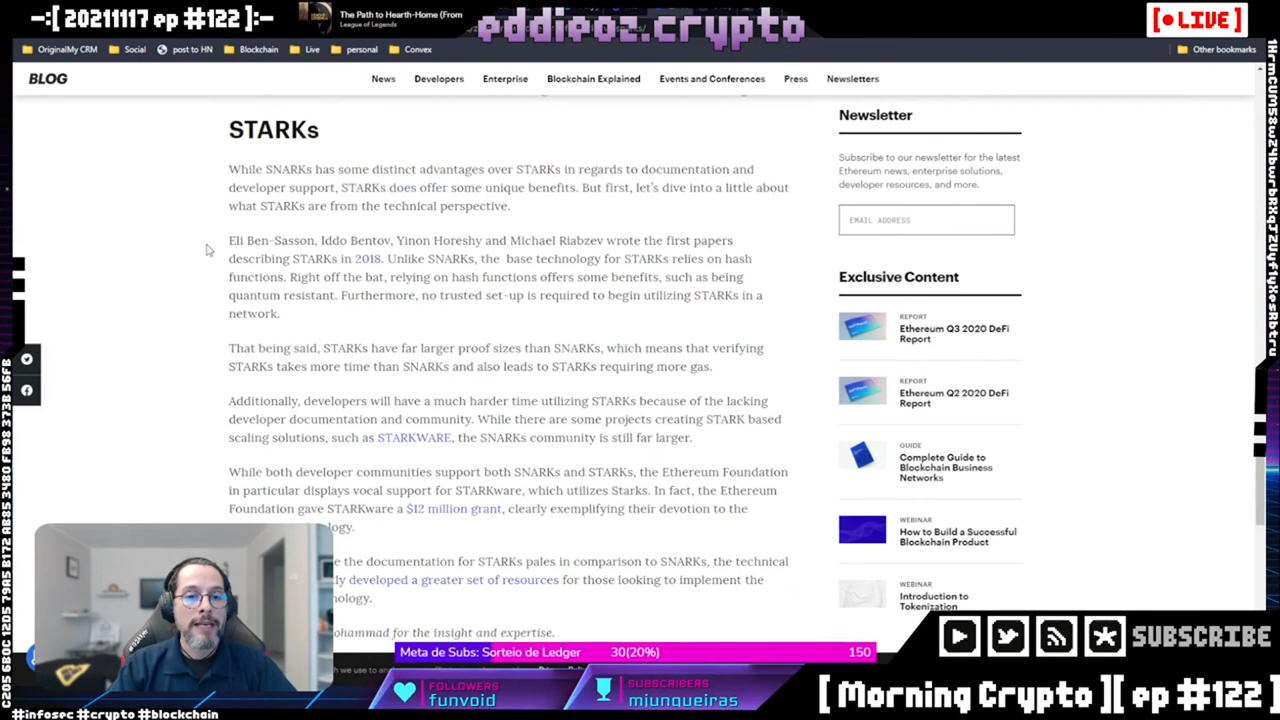 -:[ 20211117 ep #122 ]:-
The Path to Hearth-Home (From
League of Legends
eddieoz.crypto
[●LIVE]
OriginalMy CRM
Social
post to HN
Blockchain
Live
personal
Convex
Other bookmarks
BLOG
News
Developers
Enterprise
Blockchain Explained
Events and Conferences
Press
Newsletters
STARKs
While SNARKs has some distinct advantages over STARKs in regards to documentation and
developer support, STARKs does offer some unique benefits. But first, let's dive into a little about
what STARKs are from the technical perspective.
Eli Ben-Sasson, Iddo Bentov, Yinon Horeshy and Michael Riabzev wrote the first papers
describing STARKs in 2018. Unlike SNARKs, the base technology for STARKs relies on hash
functions. Right off the bat, relying on hash functions offers some benefits, such as being
quantum resistant. Furthermore, no trusted set-up is required to begin utilizing STARKs in a
network.
That being said, STARKs have far larger proof sizes than SNARKs, which means that verifying
STARKs takes more time than SNARKs and also leads to STARKs requiring more gas.
Additionally, developers will have a much harder time utilizing STARKs because of the lacking
developer documentation and community. While there are some projects creating STARK based
scaling solutions, such as STARKWARE, the SNARKs community is still far larger.
While both developer communities support both SNARKs and STARKs, the Ethereum Foundation
in particular displays vocal support for STARKware, which utilizes Starks. In fact, the Ethereum
Foundation gave STARKware a $12 million grant, clearly exemplifying their devotion to the
ology.
e the documentation for STARKs pales in comparison to SNARKs, the technical
ly developed a greater set of resources for those looking to implement the
nology.
ohammad for the insight and expertise.
Newsletter
Subscribe to our newsletter for the latest
Ethereum news, enterprise solutions,
developer resources, and more.
EMAIL ADDRESS
Exclusive Content
REPORT
Ethereum Q3 2020 DeFi
Report
REPORT
Ethereum Q2 2020 DeFi
Report
GUIDE
Complete Guide to
Blockchain Business
Networks
WEBINAR
How to Build a Successful
Blockchain Product
WEBINAR
Introduction to
Tokenization
Meta de Subs: Sorteio de Ledger 30(20%) 150
FOLLOWERS
funvoid
SUBSCRIBERS
mjunqueiras
SUBSCRIBE
[ Morning Crypto ][ ep #122 ]
#infosec #crypto #blockchain